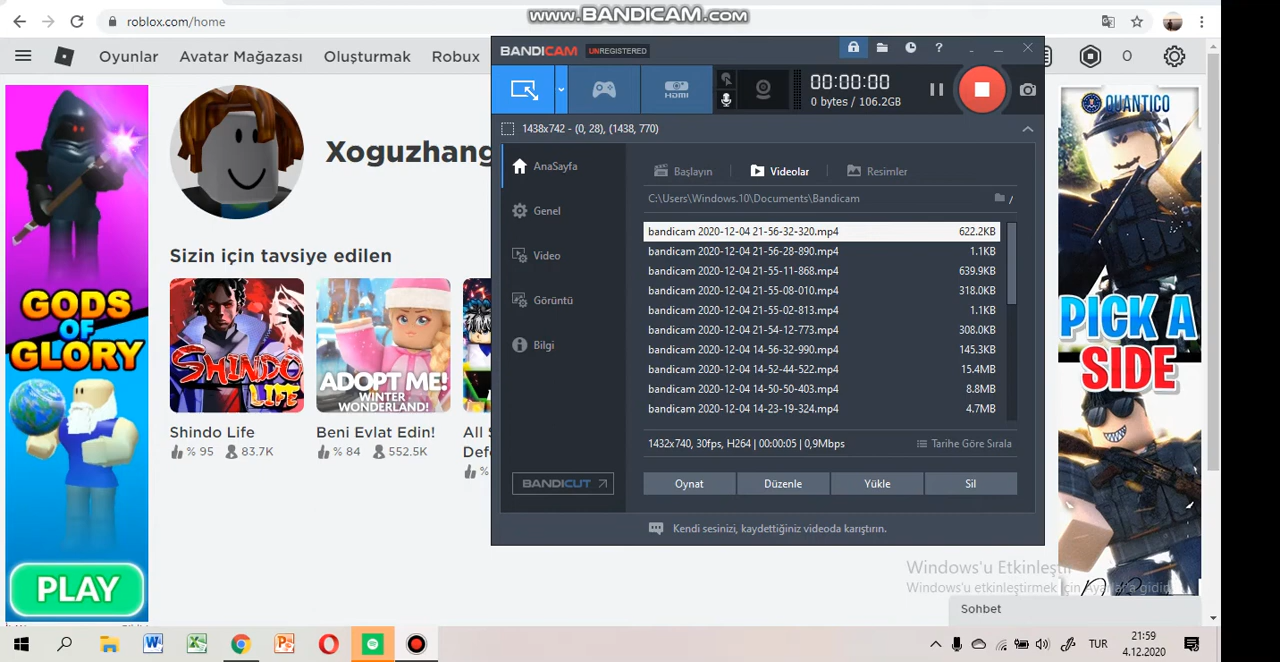 www.BANDICAM.com
roblox.com/home
Oyunlar
Avatar Mağazası
Oluşturmak
Robux
0
BANDICAM
UNREGISTERED
?
HDMI
00:00:00
0 bytes / 106.2GB
1438x742 - (0, 28), (1438, 770)
AnaSayfa
Genel
Video
Görüntü
Bilgi
BANDICUT
Başlayın
Videolar
Resimler
C:\Users\Windows.10\Documents\Bandicam
bandicam 2020-12-04 21-56-32-320.mp4 622.2KB
bandicam 2020-12-04 21-56-28-890.mp4 1.1KB
bandicam 2020-12-04 21-55-11-868.mp4 639.9KB
bandicam 2020-12-04 21-55-08-010.mp4 318.0KB
bandicam 2020-12-04 21-55-02-813.mp4 1.1KB
bandicam 2020-12-04 21-54-12-773.mp4 308.0KB
bandicam 2020-12-04 14-56-32-990.mp4 145.3KB
bandicam 2020-12-04 14-52-44-522.mp4 15.4MB
bandicam 2020-12-04 14-50-50-403.mp4 8.8MB
bandicam 2020-12-04 14-23-19-324.mp4 4.7MB
1432x740, 30fps, H264 | 00:00:05 | 0,9Mbps
Tarihe Göre Sırala
Oynat
Düzenle
Yükle
Sil
Kendi sesinizi, kaydettiğiniz videoda karıştırın.
Xoguzhang
Sizin için tavsiye edilen
SHINDO
LIFE
Shindo Life
% 95
83.7K
ADOPT ME!
WINTER
WONDERLAND!
Beni Evlat Edin!
% 84
552.5K
All S
Defe
%
GODS
OF
GLORY
PLAY
QUANTICO
PICK A
SIDE
Windows'u Etkinleştir
Windows'u etkinleştirmek için Ayarlar'a gidin
Sohbet
TUR
21:59
4.12.2020